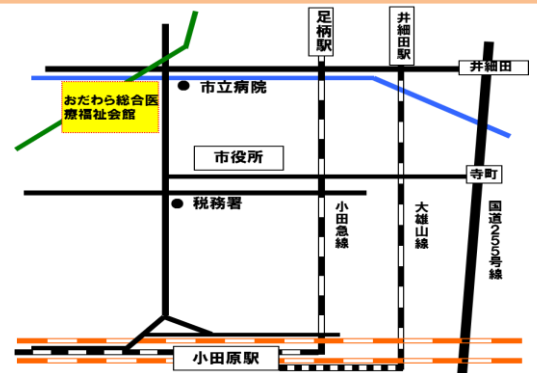 足柄駅
井細田駅
井細田
市立病院
おだわら総合医
療福祉会館
市役所
寺町
税務署
小田急線
大雄山線
国道255号線
小田原駅